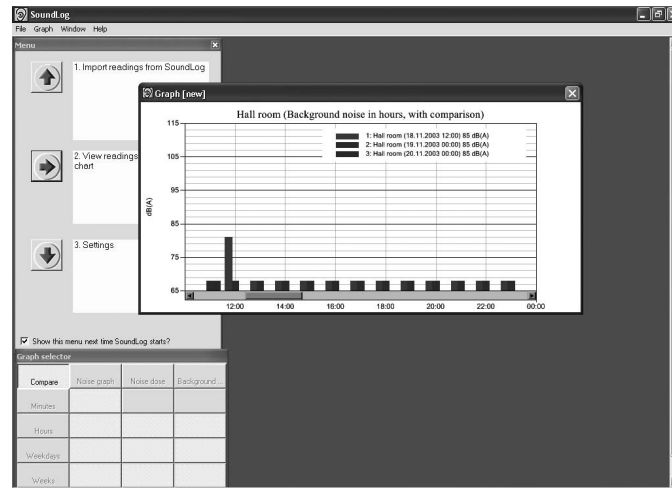 SoundLog
File Graph Window Help
Menu
1. Import readings from SoundLog
2. View readings
chart
3. Settings
Show this menu next time SoundLog starts?
Graph [new]
Hall room (Background noise in hours, with comparison)
1: Hall room (18.11.2003 12:00) 85 dB(A)
2: Hall room (19.11.2003 00:00) 85 dB(A)
3: Hall room (20.11.2003 00:00) 85 dB(A)
dB(A)
115
105
95
85
75
65
12:00 14:00 16:00 18:00 20:00 22:00 00:00
Graph selector
Compare Noise graph Noise dose Background ...
Minutes
Hours
Weekdays
Weeks